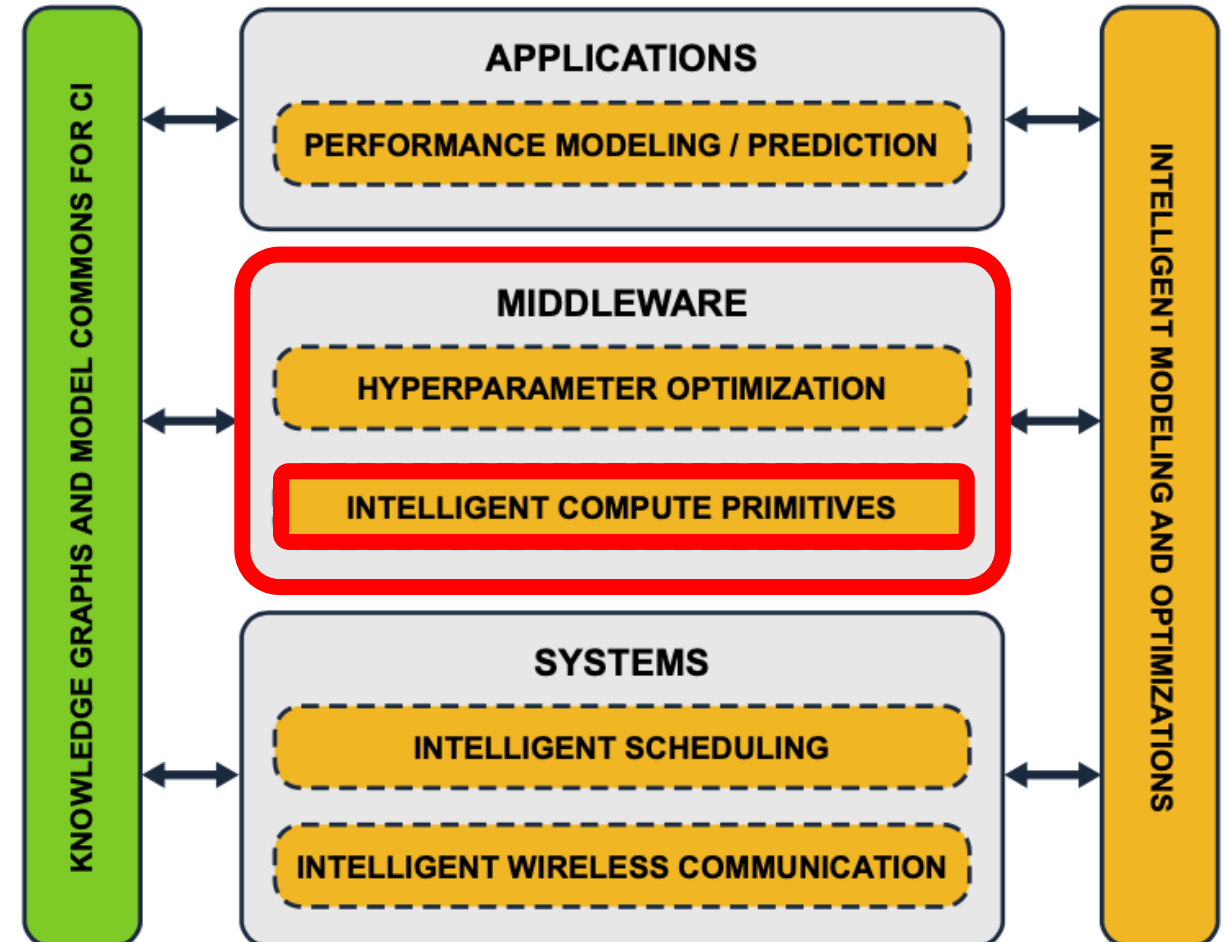 KNOWLEDGE GRAPHS AND MODEL COMMONS FOR CI
APPLICATIONS
PERFORMANCE MODELING / PREDICTION
MIDDLEWARE
HYPERPARAMETER OPTIMIZATION
INTELLIGENT COMPUTE PRIMITIVES
SYSTEMS
INTELLIGENT SCHEDULING
INTELLIGENT WIRELESS COMMUNICATION
INTELLIGENT MODELING AND OPTIMIZATIONS